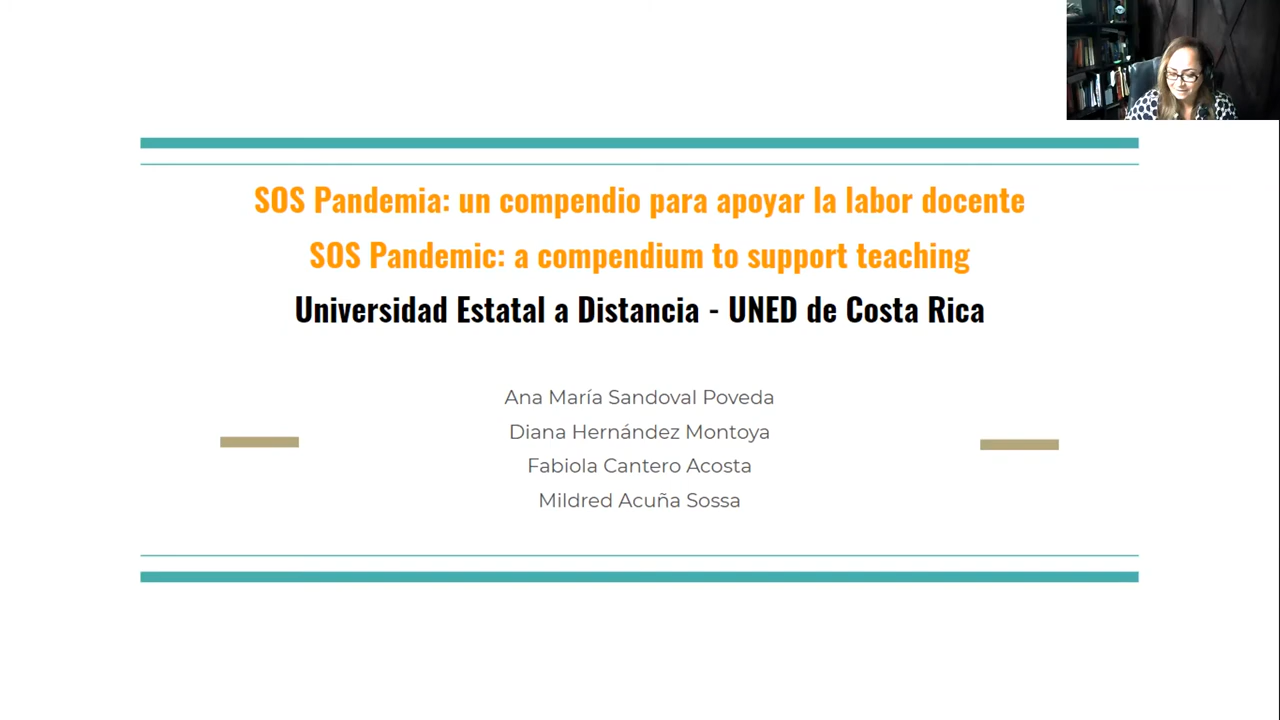 SOS Pandemia: un compendio para apoyar la labor docente
SOS Pandemic: a compendium to support teaching
Universidad Estatal a Distancia - UNED de Costa Rica
Ana María Sandoval Poveda
Diana Hernández Montoya
Fabiola Cantero Acosta
Mildred Acuña Sossa